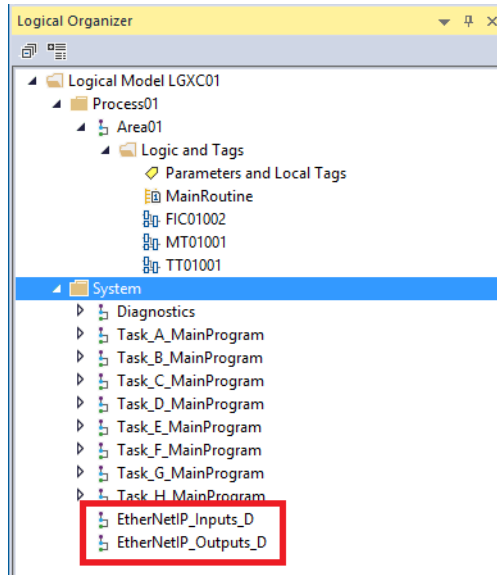 Logical Organizer
Logical Model LGXC01
Process01
Area01
Logic and Tags
Parameters and Local Tags
MainRoutine
FIC01002
MT01001
TT01001
System
Diagnostics
Task_A_MainProgram
Task_B_MainProgram
Task_C_MainProgram
Task_D_MainProgram
Task_E_MainProgram
Task_F_MainProgram
Task_G_MainProgram
Task_H_MainProgram
EtherNetIP_Inputs_D
EtherNetIP_Outputs_D